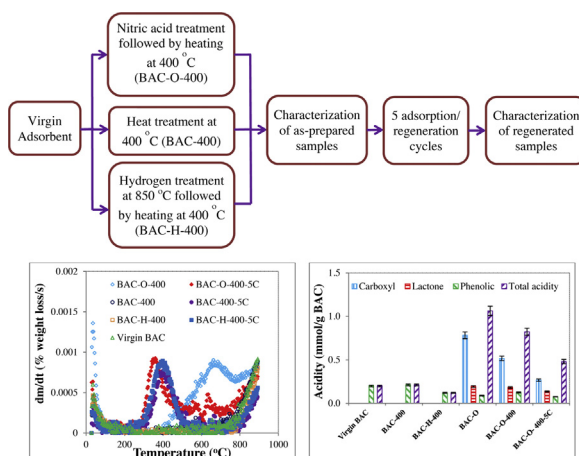 Nitric acid treatment
followed by heating
at 400 °C
(BAC-O-400)
Virgin
Adsorbent
Heat treatment at
400 °C (BAC-400)
Hydrogen treatment
at 850 °C followed
by heating at 400 °C
(BAC-H-400)
Characterization
of as-prepared
samples
5 adsorption/
regeneration
cycles
Characterization
of regenerated
samples
dm/dt (% weight loss/s)
0.002
0.0015
0.001
0.0005
0
BAC-O-400
BAC-O-400-5C
BAC-400
BAC-400-5C
BAC-H-400
BAC-H-400-5C
Virgin BAC
0 200 400 600 800 1000
Temperature (°C)
Acidity (mmol/g BAC)
1.5
1.0
0.5
0.0
Carboxyl Lactone Phenolic Total acidity
Virgin BAC
BAC-400
BAC-H-400
BAC-O
BAC-O-400
BAC-O- 400-5C